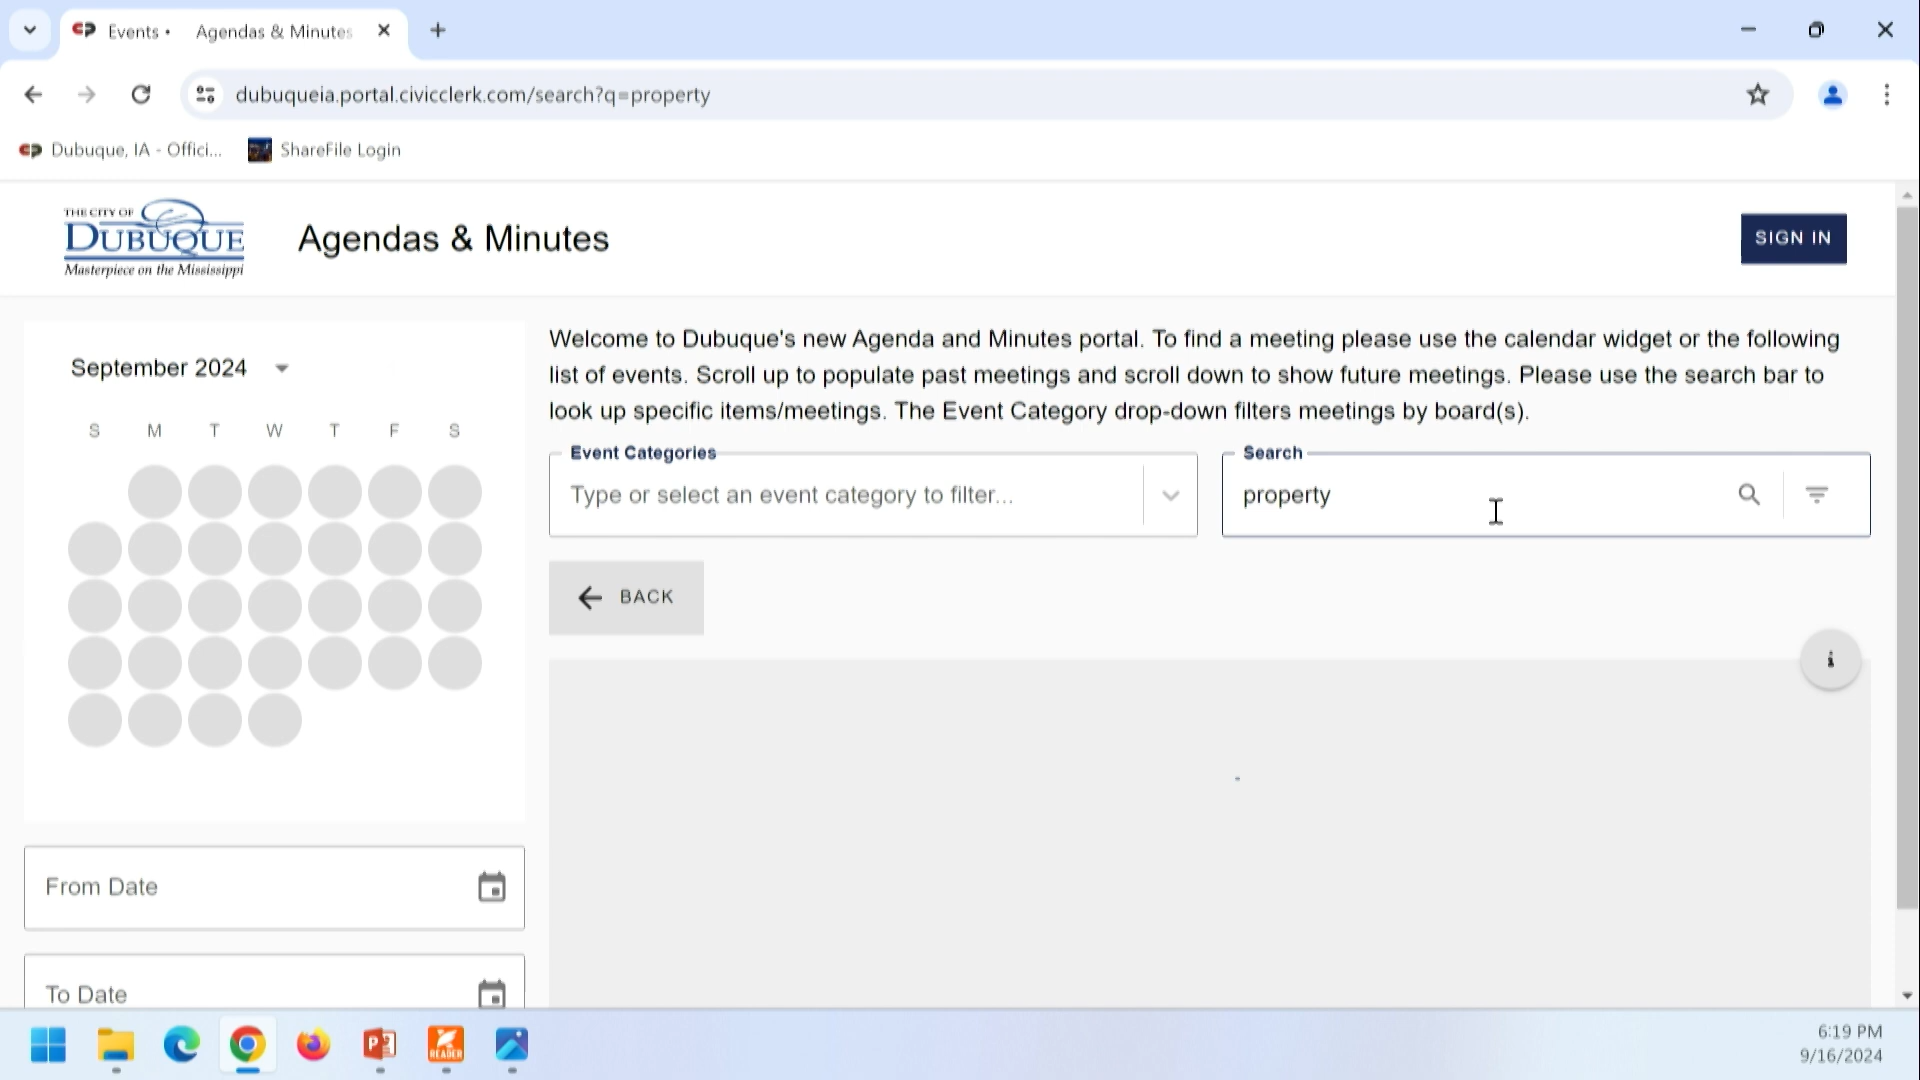 Events • Agendas & Minutes
dubuqueia.portal.civicclerk.com/search?q=property
Dubuque, IA - Offici...
ShareFile Login
THE CITY OF
DUBUQUE
Masterpiece on the Mississippi
Agendas & Minutes
SIGN IN
September 2024
S M T W T F S
Welcome to Dubuque's new Agenda and Minutes portal. To find a meeting please use the calendar widget or the following
list of events. Scroll up to populate past meetings and scroll down to show future meetings. Please use the search bar to
look up specific items/meetings. The Event Category drop-down filters meetings by board(s).
Event Categories
Type or select an event category to filter...
Search
property
BACK
i
From Date
To Date
READER
6:19 PM
9/16/2024